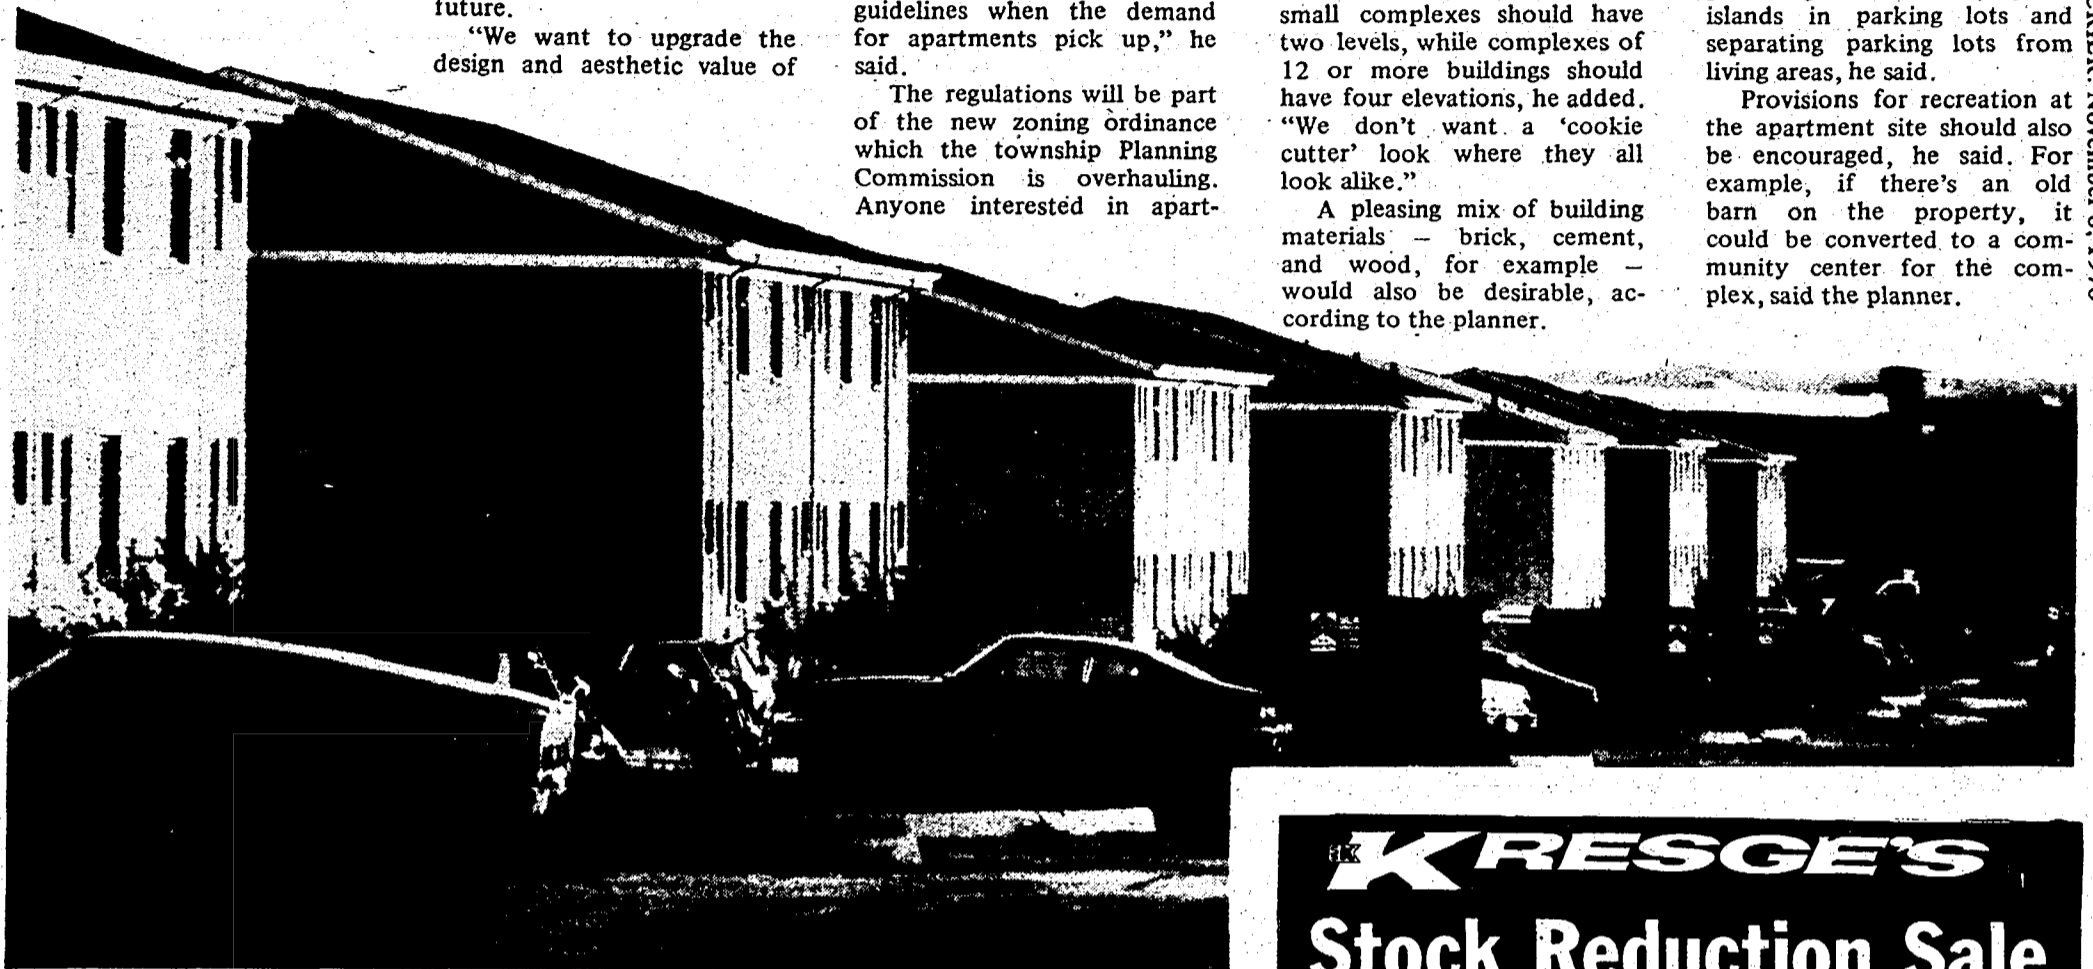 future.
“We want to upgrade the
design and aesthetic value of
guidelines when the demand
for apartments pick up,” he
said.
The regulations will be part
of the new zoning ordinance
which the township Planning
Commission is overhauling.
Anyone interested in apart-
small complexes should have
two levels, while complexes of
12 or more buildings should
have four elevations, he added.
“We don’t want a ‘cookie
cutter’ look where they all
look alike.”
A pleasing mix of building
materials — brick, cement,
and wood, for example —
would also be desirable, ac-
cording to the planner.
islands in parking lots and
separating parking lots from
living areas, he said.
Provisions for recreation at
the apartment site should also
be encouraged, he said. For
example, if there’s an old
barn on the property, it
could be converted to a com-
munity center for the com-
plex, said the planner.
KRESGE’S
Stock Reduction Sale